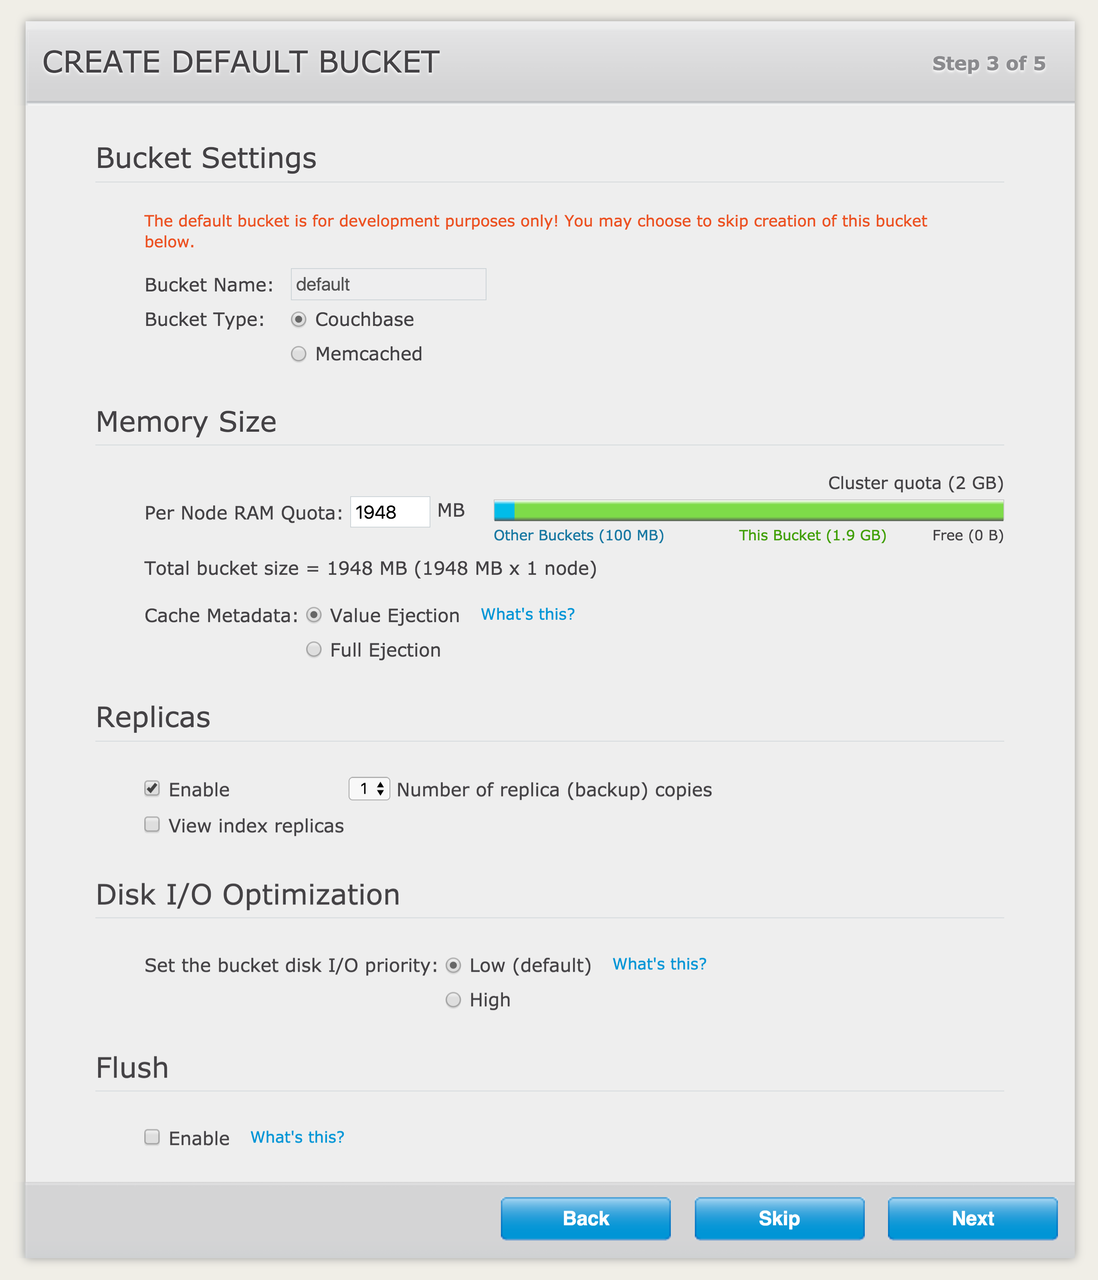 CREATE DEFAULT BUCKET
Step 3 of 5
Bucket Settings
The default bucket is for development purposes only! You may choose to skip creation of this bucket
below.
Bucket Name: default
Bucket Type: Couchbase
Memcached
Memory Size
Cluster quota (2 GB)
Per Node RAM Quota: 1948 MB
Other Buckets (100 MB) This Bucket (1.9 GB) Free (0 B)
Total bucket size = 1948 MB (1948 MB x 1 node)
Cache Metadata: Value Ejection What's this?
Full Ejection
Replicas
Enable 1 Number of replica (backup) copies
View index replicas
Disk I/O Optimization
Set the bucket disk I/O priority: Low (default) What's this?
High
Flush
Enable What's this?
Back Skip Next